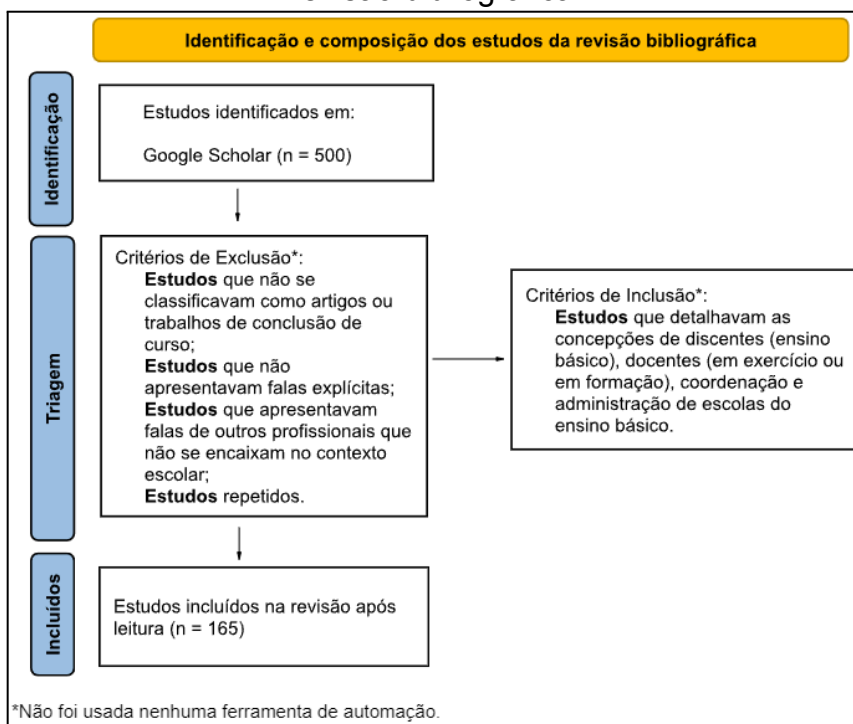 Identificação e composição dos estudos da revisão bibliográfica
Identificação
Estudos identificados em:
Google Scholar (n = 500)
Triagem
Critérios de Exclusão*:
Estudos que não se
classificavam como artigos ou
trabalhos de conclusão de
curso;
Estudos que não
apresentavam falas explícitas;
Estudos que apresentavam
falas de outros profissionais que
não se encaixam no contexto
escolar;
Estudos repetidos.
Critérios de Inclusão*:
Estudos que detalhavam as
concepções de discentes (ensino
básico), docentes (em exercício ou
em formação), coordenação e
administração de escolas do
ensino básico.
Incluídos
Estudos incluídos na revisão após
leitura (n = 165)
*Não foi usada nenhuma ferramenta de automação.